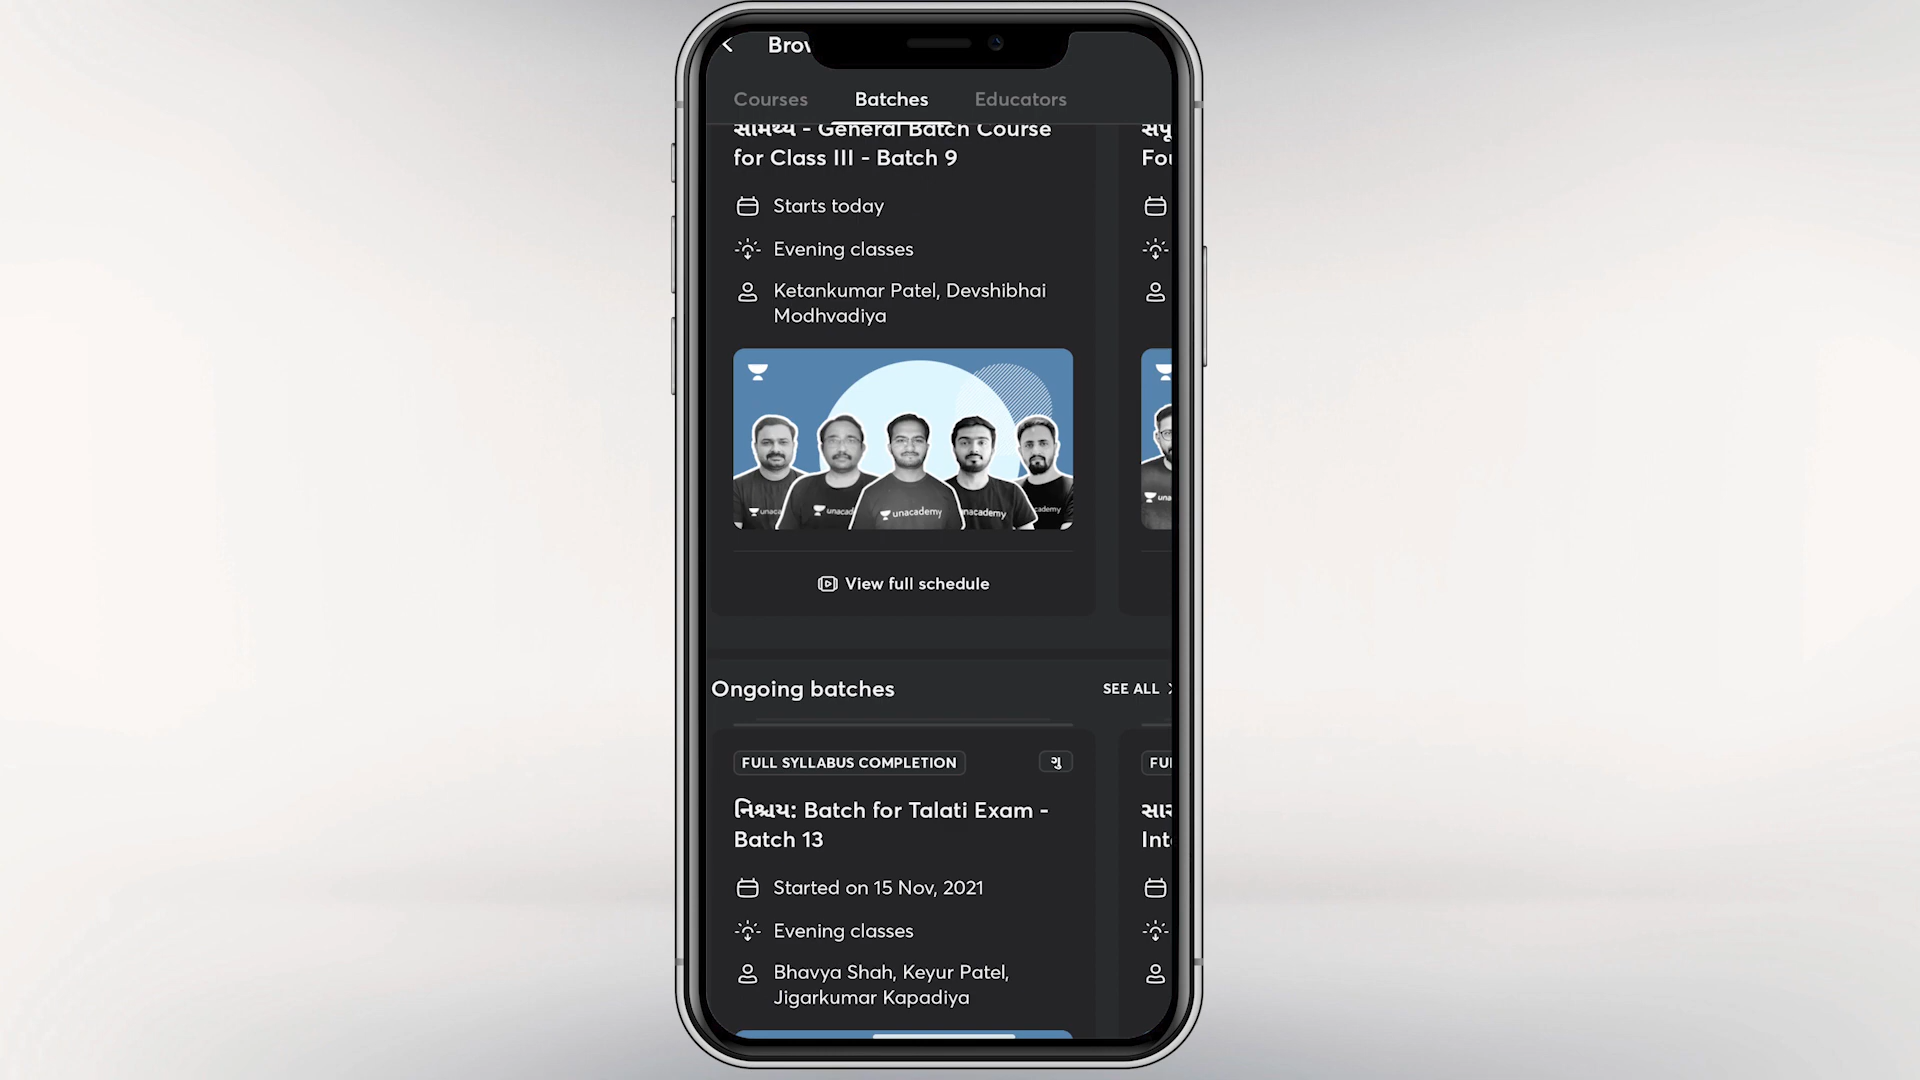 Courses
Batches
Educators
સામર્થ્ય - General Batch Course
for Class III - Batch 9
Starts today
Evening classes
Ketankumar Patel, Devshibhai
Modhvadiya
unacademy
View full schedule
Ongoing batches
SEE ALL
FULL SYLLABUS COMPLETION
ગુ
નિશ્ચય: Batch for Talati Exam -
Batch 13
Started on 15 Nov, 2021
Evening classes
Bhavya Shah, Keyur Patel,
Jigarkumar Kapadiya